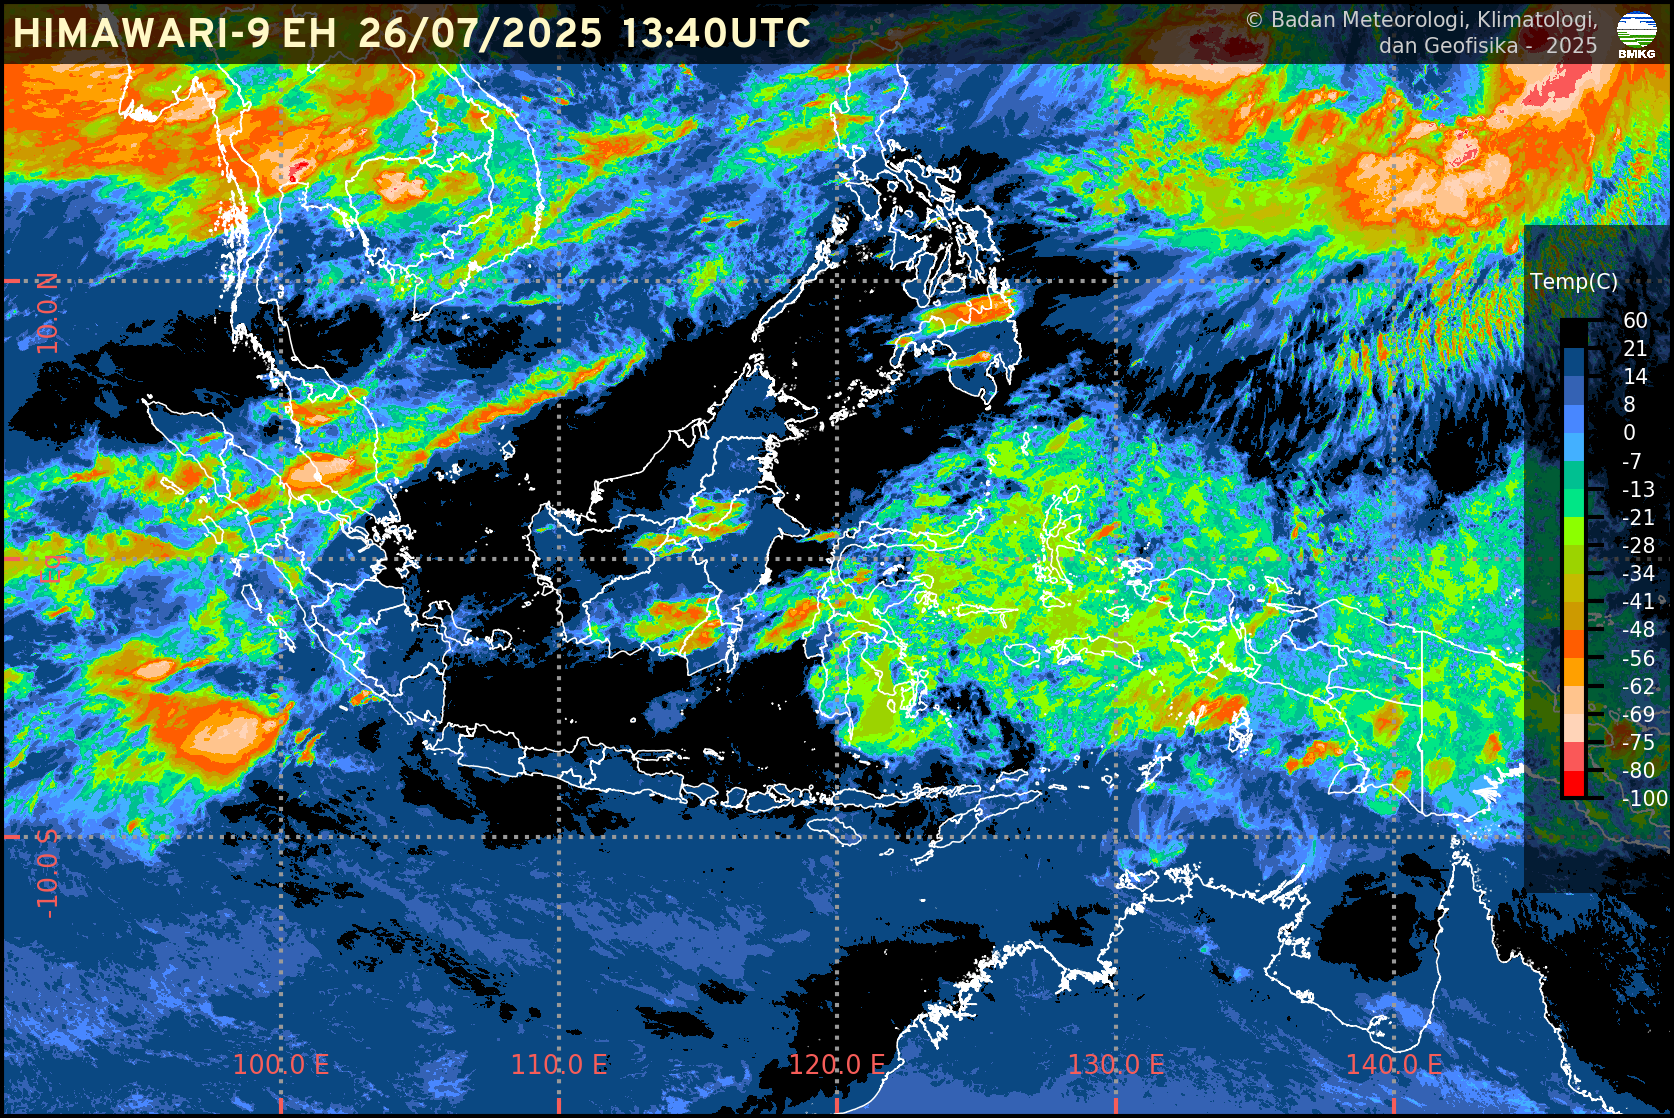 HIMAWARI-9 EH 26/07/2025 13:40UTC
© Badan Meteorologi, Klimatologi,
dan Geofisika - 2025
BMKG
Temp(C)
60
21
14
8
0
-7
-13
-21
-28
-34
-41
-48
-56
-62
-69
-75
-80
-100
10.0 N
Eq
-10.0 S
100.0 E
110.0 E
120.0 E
130.0 E
140.0 E